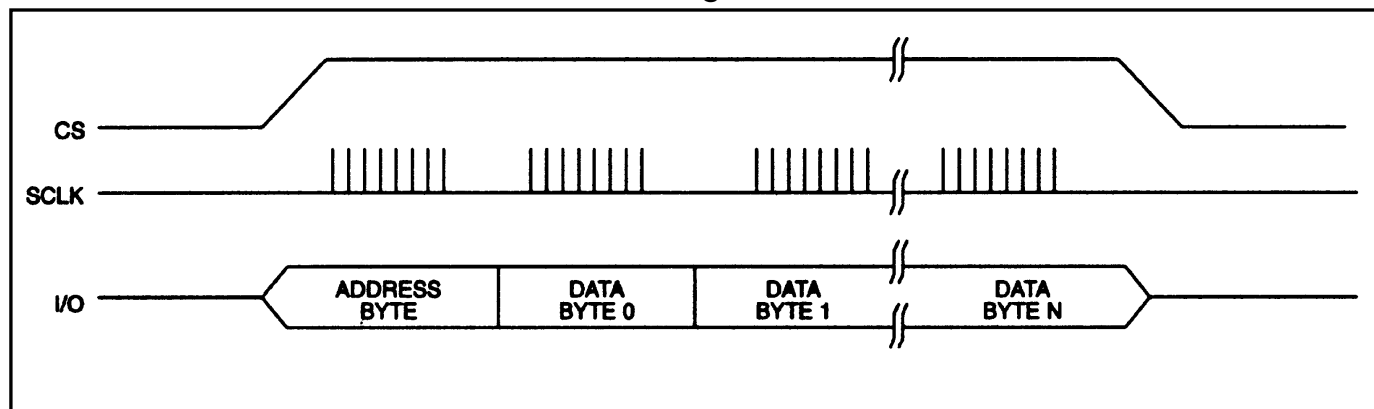 CS
SCLK
I/O
ADDRESS
BYTE
DATA
BYTE 0
DATA
BYTE 1
DATA
BYTE N